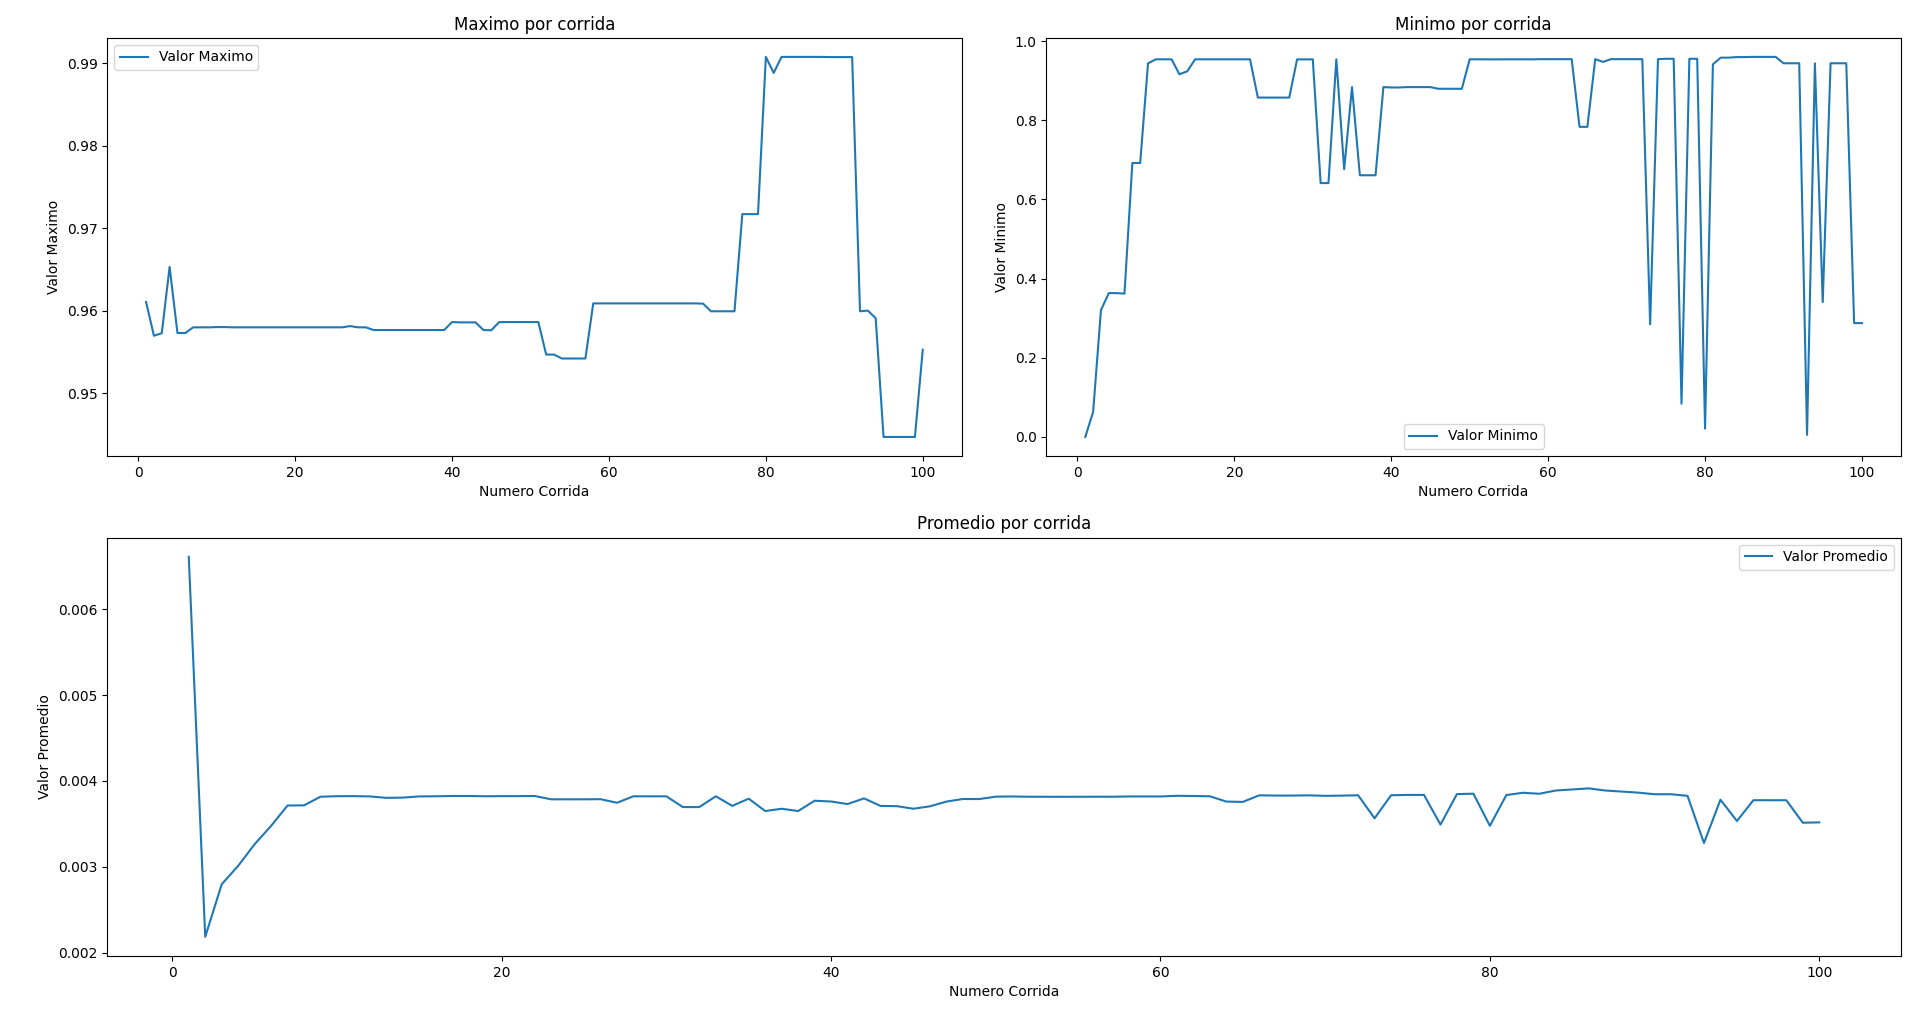 Maximo por corrida
Valor Maximo
0.99
0.98
0.97
0.96
0.95
Valor Maximo
0 20 40 60 80 100
Numero Corrida
Minimo por corrida
1.0
0.8
0.6
0.4
0.2
0.0
Valor Minimo
Valor Minimo
0 20 40 60 80 100
Numero Corrida
Promedio por corrida
Valor Promedio
0.006
0.005
0.004
0.003
0.002
Valor Promedio
0 20 40 60 80 100
Numero Corrida